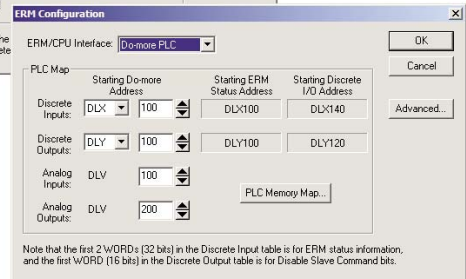 ERM Configuration
ERM/CPU Interface: Do-more PLC
OK
Cancel
Advanced...
PLC Map
Starting Do-more Address
Starting ERM Status Address
Starting Discrete I/O Address
Discrete Inputs: DLX 100 DLX100 DLX140
Discrete Outputs: DLY 100 DLY100 DLY120
Analog Inputs: DLV 100
Analog Outputs: DLV 200
PLC Memory Map...
Note that the first 2 WORDs (32 bits) in the Discrete Input table is for ERM status information,
and the first WORD (16 bits) in the Discrete Output table is for Disable Slave Command bits.